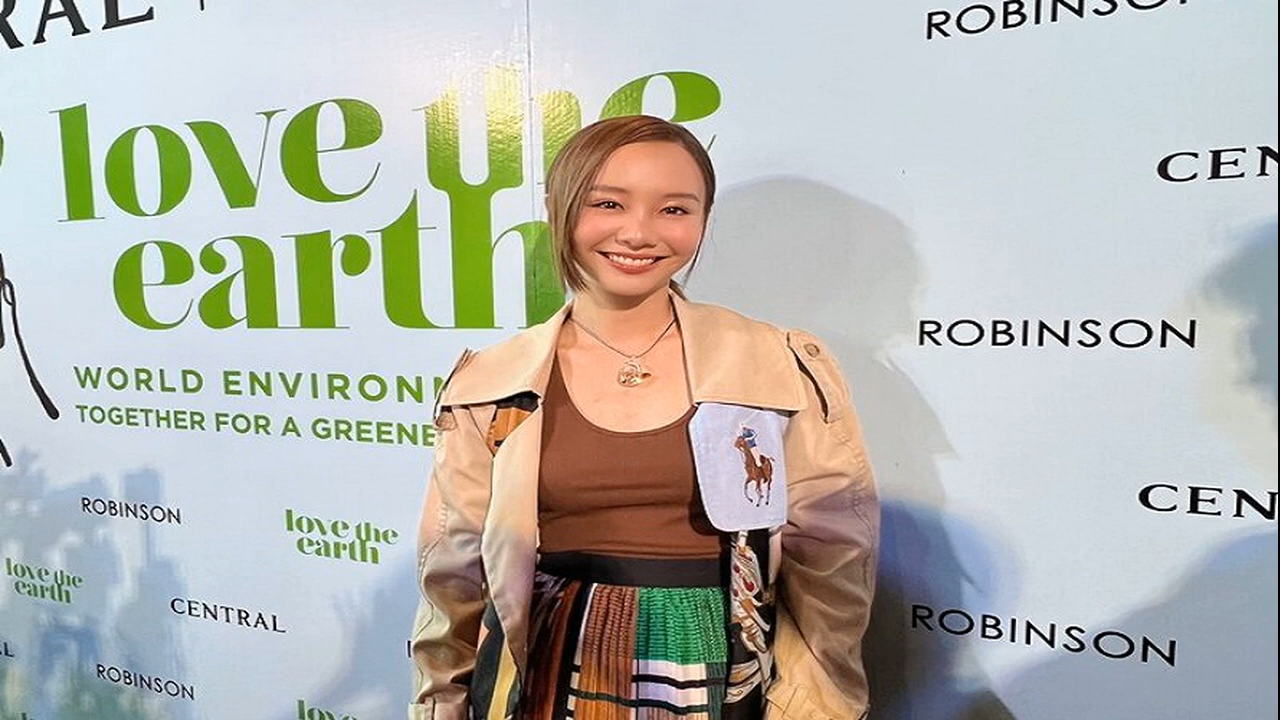 RAL
ROBINSON
love the
earth
CEN
WORLD ENVIRON
TOGETHER FOR A GREENE
ROBINSON
ROBINSON
love the
earth
CEN
love the
earth
CENTRAL
ROBINSON
ROBINSON
love